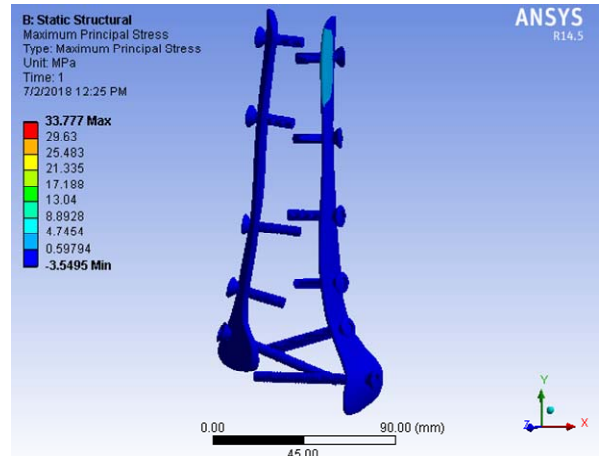 B: Static Structural
Maximum Principal Stress
Type: Maximum Principal Stress
Unit: MPa
Time: 1
7/2/2018 12:25 PM
33.777 Max
29.63
25.483
21.335
17.188
13.04
8.8928
4.7454
0.59794
-3.5495 Min
ANSYS
R14.5
0.00
90.00 (mm)
45.00
Y
Z
X